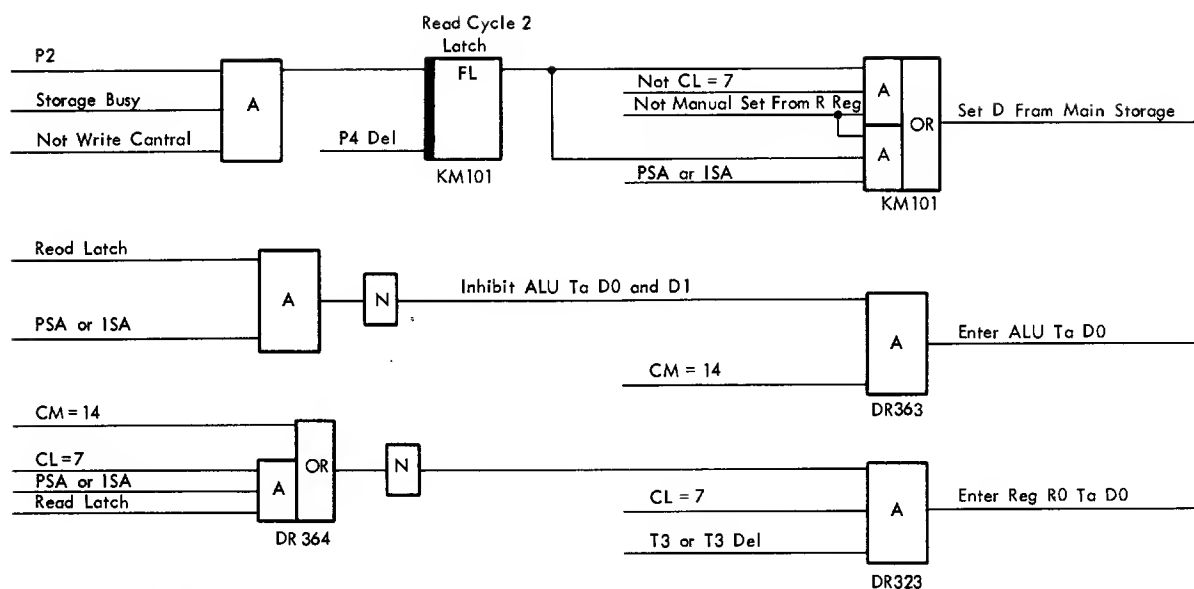 Read Cycle 2
Latch
P2
FL
Not CL = 7
Storage Busy
A
A
Not Manual Set From R Reg
OR
Set D Fram Main Storage
Not Write Cantral
P4 Del
A
KM101
PSA ar ISA
KM101
Reod Latch
A
N
Inhibit ALU Ta D0 and D1
PSA or ISA
A
Enter ALU Ta D0
CM = 14
DR363
CM = 14
CL=7
OR
N
PSA or ISA
A
Read Latch
CL = 7
A
Enter Reg R0 Ta D0
DR 364
T3 or T3 Del
DR323